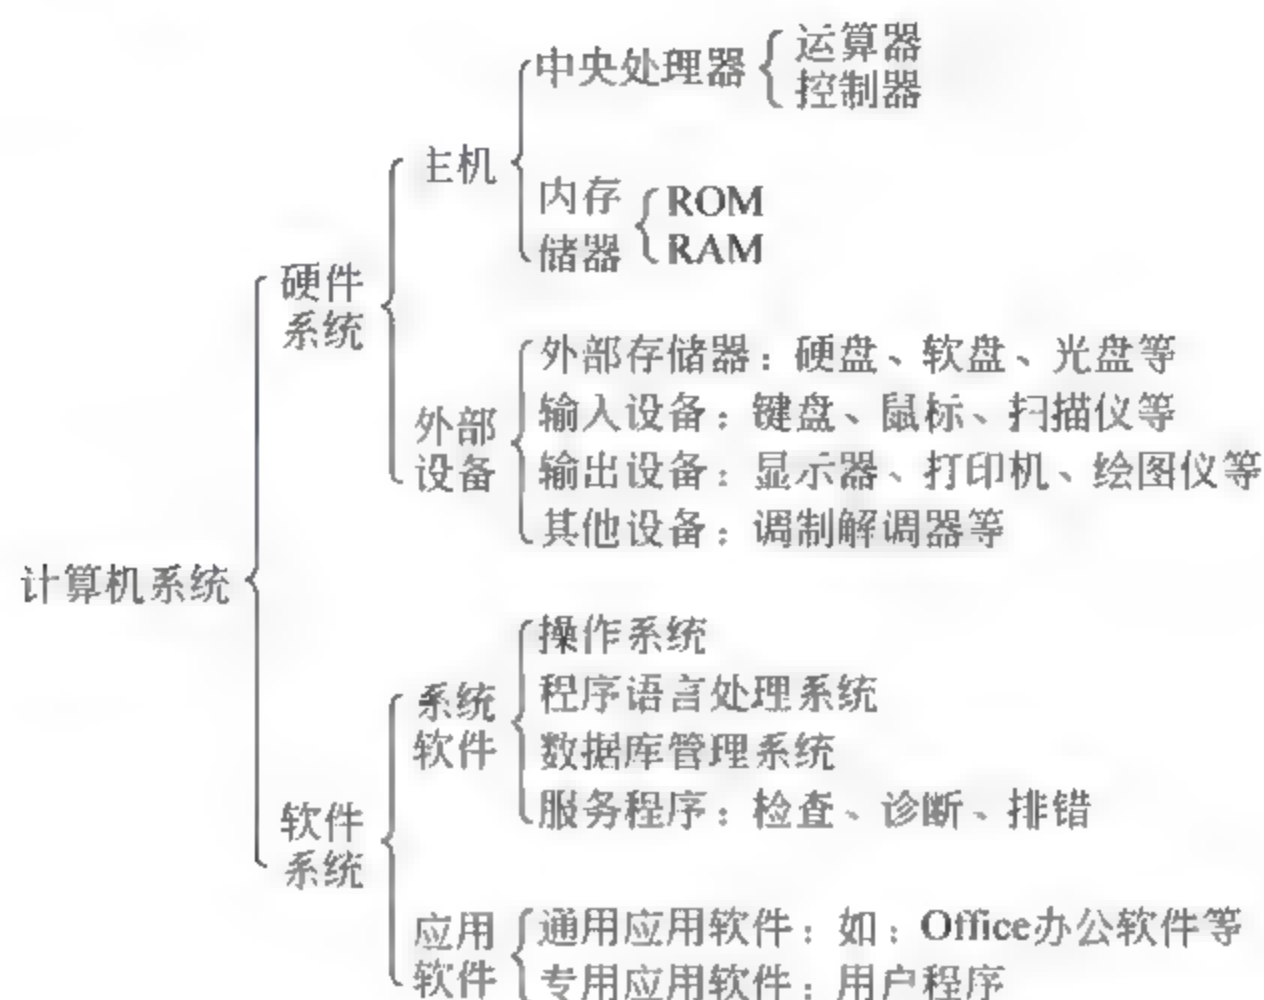 中央处理器
运算器
控制器
主机
内存
储器
ROM
RAM
硬件
系统
外部存储器：硬盘、软盘、光盘等
输入设备：键盘、鼠标、扫描仪等
外部
设备
输出设备：显示器、打印机、绘图仪等
其他设备：调制解调器等
计算机系统
操作系统
系统
软件
程序语言处理系统
数据库管理系统
服务程序：检查、诊断、排错
软件
系统
应用
软件
通用应用软件：如：Office办公软件等
专用应用软件：用户程序